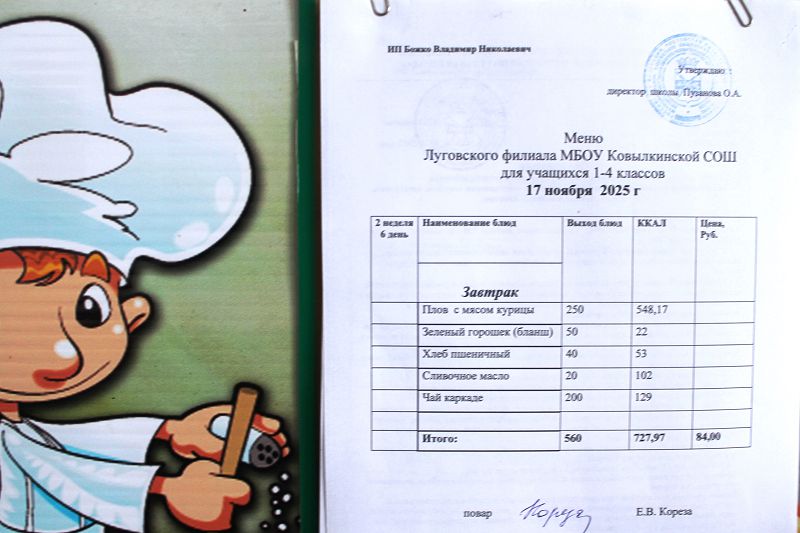 ИП Божко Владимир Николаевич
Утверждаю :
директор школы Пузанова О.А.
Меню
Луговского филиала МБОУ Ковылкинской СОШ
для учащихся 1-4 классов
17 ноября 2025 г
2 неделя 6 день Наименование блюд Выход блюд ККАЛ Цена, Руб.
Завтрак
Плов с мясом курицы 250 548,17
Зеленый горошек (бланш) 50 22
Хлеб пшеничный 40 53
Сливочное масло 20 102
Чай каркаде 200 129
Итого: 560 727,97 84,00
повар Е.В. Кореза